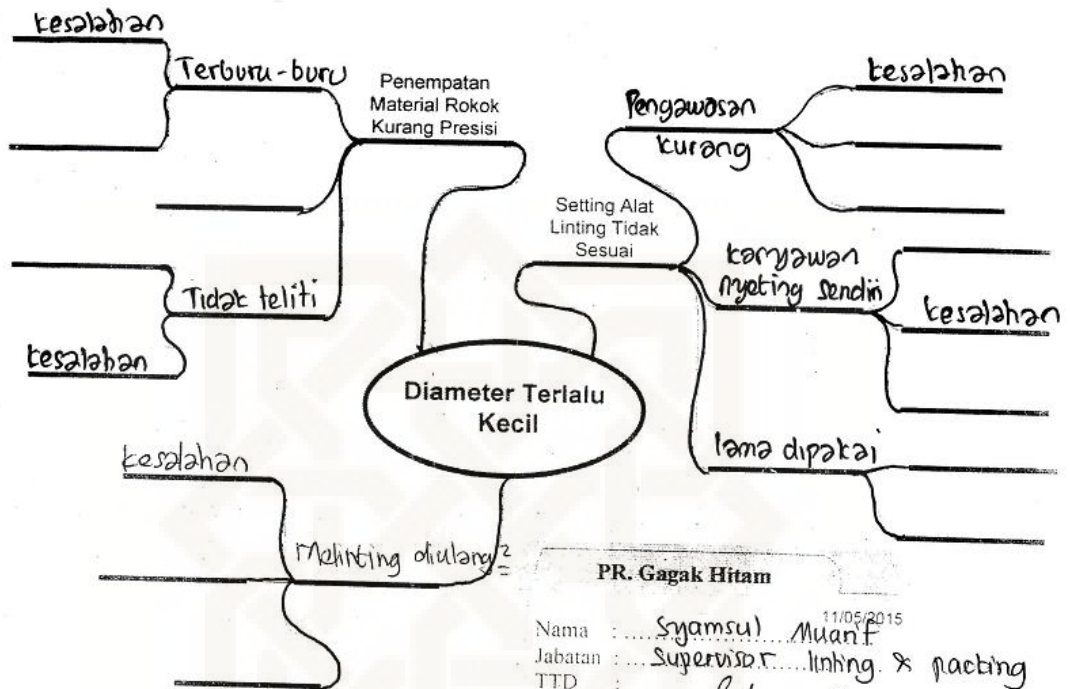 kesalahan
Terburu-buru
Penempatan
Material Rokok
Kurang Presisi
Tidak teliti
kesalahan
Pengawasan
kurang
kesalahan
Setting Alat
Linting Tidak
Sesuai
karyawan
nyeting sendiri
kesalahan
lama dipakai
Diameter Terlalu
Kecil
kesalahan
Melinting diulang2
PR. Gagak Hitam
11/05/2015
Nama : Syamsul Muarif
Jabatan : Supervisor linting & packing
TTD :